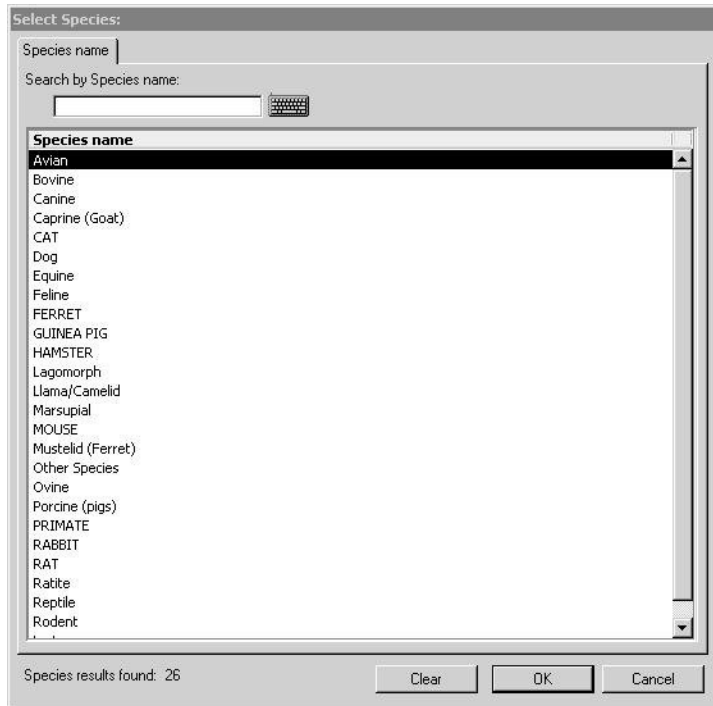 Select Species:
Species name
Search by Species name:
Species name
Avian
Bovine
Canine
Caprine (Goat)
CAT
Dog
Equine
Feline
FERRET
GUINEA PIG
HAMSTER
Lagomorph
Llama/Camelid
Marsupial
MOUSE
Mustelid (Ferret)
Other Species
Ovine
Porcine (pigs)
PRIMATE
RABBIT
RAT
Ratite
Reptile
Rodent
Species results found: 26
Clear
OK
Cancel